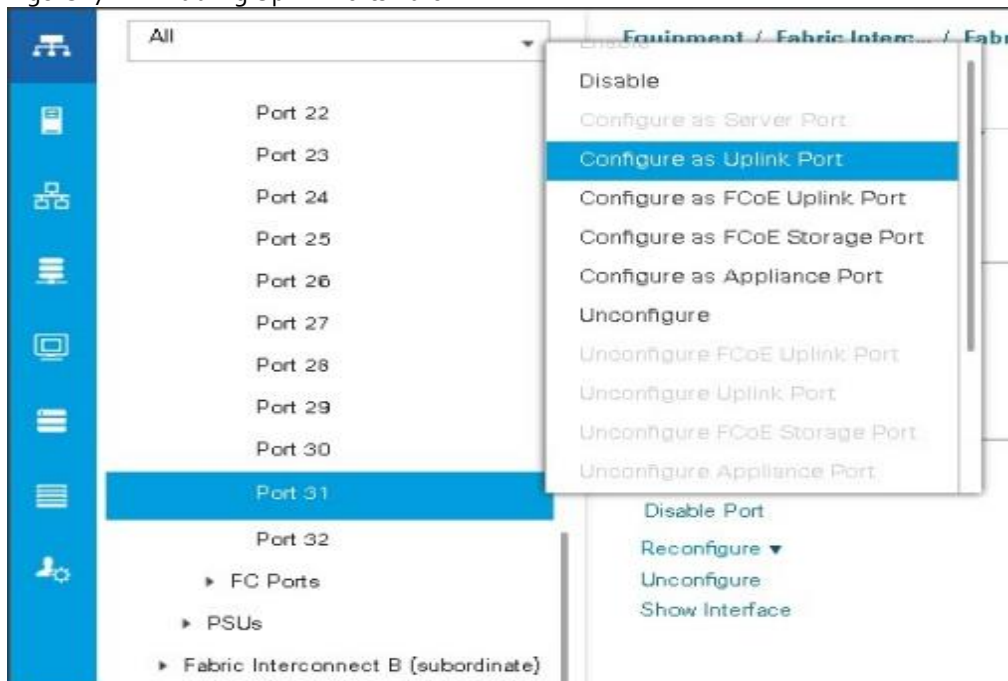 All
Port 22
Port 23
Port 24
Port 25
Port 26
Port 27
Port 28
Port 29
Port 30
Port 31
Port 32
FC Ports
PSUs
Fabric Interconnect B (subordinate)
Equipment / Fabric Interc... / Fabr
Enable
Disable
Configure as Server Port
Configure as Uplink Port
Configure as FCoE Uplink Port
Configure as FCoE Storage Port
Configure as Appliance Port
Unconfigure
Unconfigure FCoE Uplink Port
Unconfigure Uplink Port
Unconfigure FCoE Storage Port
Unconfigure Appliance Port
Disable Port
Reconfigure
Unconfigure
Show Interface